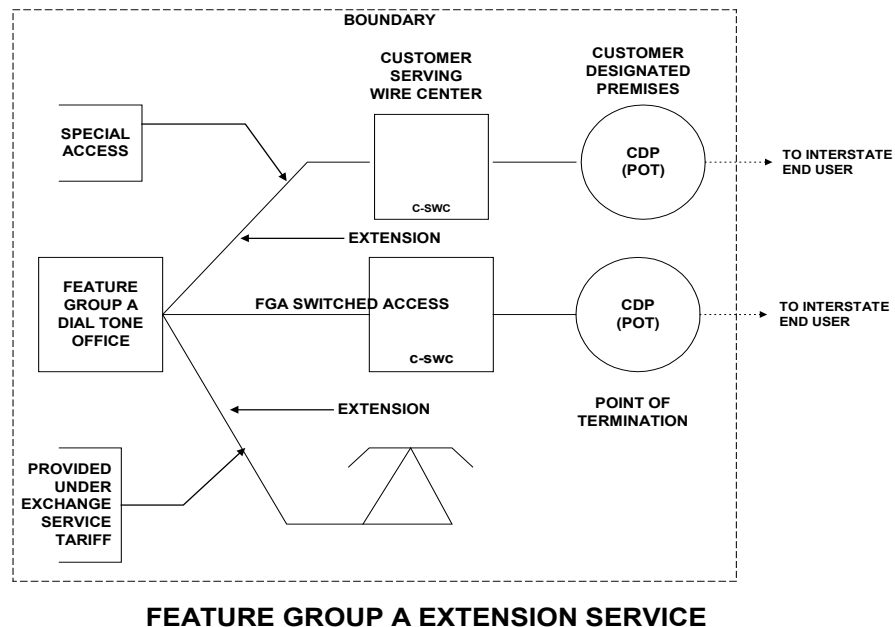 BOUNDARY
CUSTOMER
SERVING
WIRE CENTER
CUSTOMER
DESIGNATED
PREMISES
SPECIAL
ACCESS
C-SWC
CDP
(POT)
TO INTERSTATE
END USER
EXTENSION
FEATURE
GROUP A
DIAL TONE
OFFICE
FGA SWITCHED ACCESS
C-SWC
CDP
(POT)
TO INTERSTATE
END USER
EXTENSION
POINT OF
TERMINATION
PROVIDED
UNDER
EXCHANGE
SERVICE
TARIFF
FEATURE GROUP A EXTENSION SERVICE